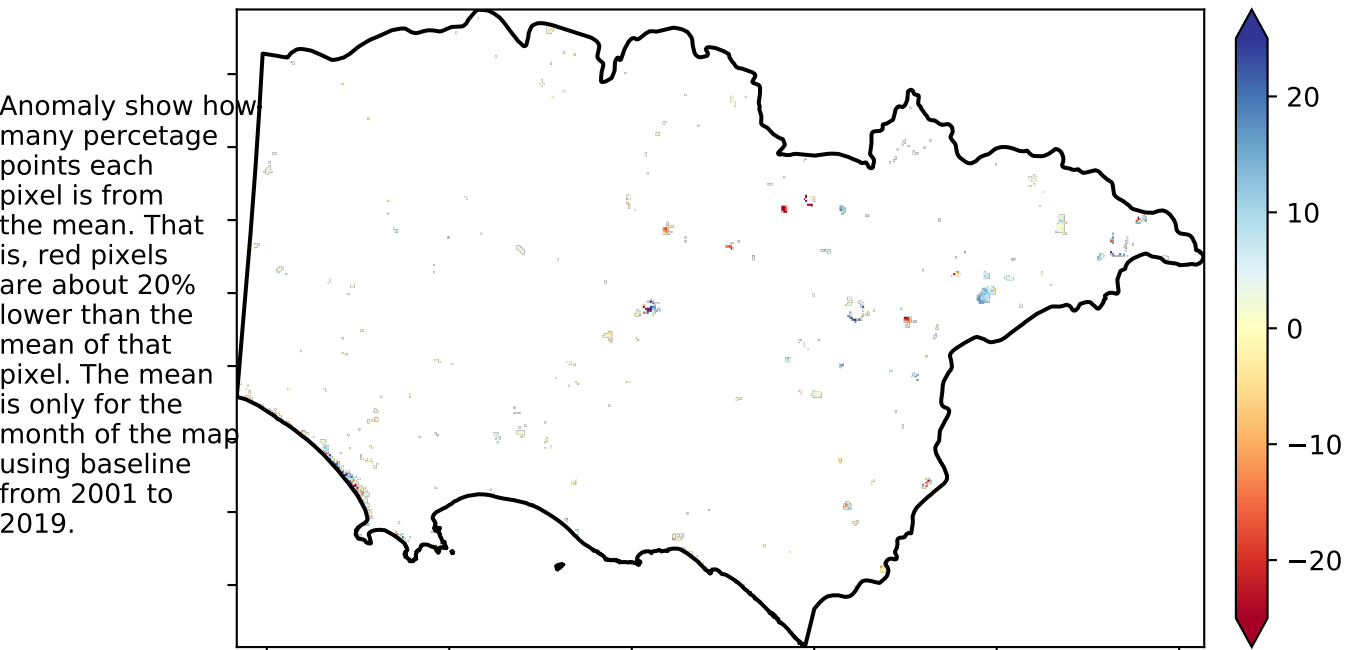 Anomaly show how
many percetage
points each
pixel is from
the mean. That
is, red pixels
are about 20%
lower than the
mean of that
pixel. The mean
is only for the
month of the map
using baseline
from 2001 to
2019.
20
10
0
−10
−20